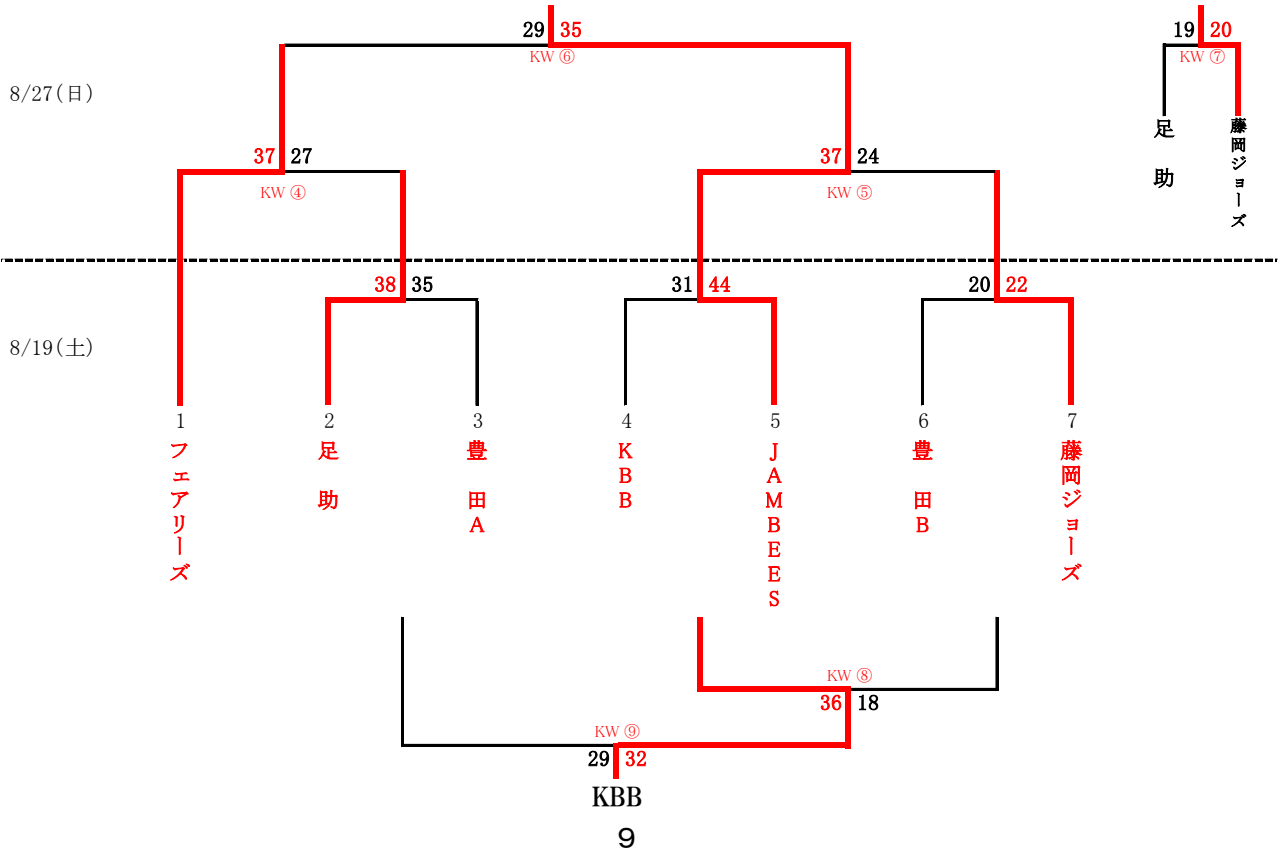 29 35
19 20
KW ⑥
KW ⑦
8/27(日)
足助
藤岡ジョーズ
37 27
37 24
KW ④
KW ⑤
38 35
31 44
20 22
8/19(土)
1 2 3 4 5 6 7
フェアリーズ
足助
豊田A
KBB
JAMBEES
豊田B
藤岡ジョーズ
KW ⑧
36 18
KW ⑨
29 32
KBB
9